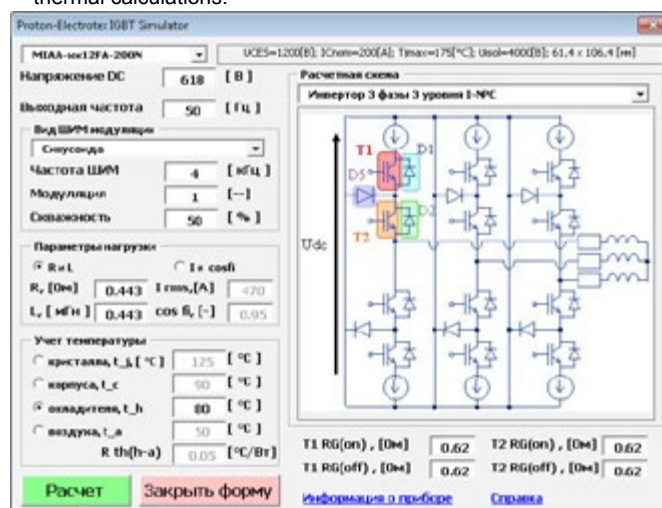 thermal calculations.
Proton-Electrotex IGBT Simulator
MIAA-нк12FA-200N
UCES=1200[В]; ICnom=200[А]; Tjmax=175[°C]; Uisol=4000[В]; 61,4 x 106,4 [мм]
Напряжение DC 618 [ В ]
Выходная частота 50 [ Гц ]
Вид ШИМ модуляции
Синусоида
Частота ШИМ 4 [ кГц ]
Модуляция 1 [--]
Скважность 50 [ % ]
Параметры нагрузки
R и L
I и cosfi
R, [Ом] 0.443 I rms,[A] 470
L, [ мГн ] 0.443 cos fi, [-] 0.95
Учет температуры
кристалла, t_j, [ °C ] 125 [ °C ]
корпуса, t_c 90 [ °C ]
охладителя, t_h 80 [ °C ]
воздуха, t_a 50 [ °C ]
R th(h-a) 0.05 [°C/Вт]
Расчет
Закрыть форму
Расчетная схема
Инвертор 3 фазы 3 уровня I-NPC
T1
D1
D5
T2
D2
Udc
T1 RG(on) , [Ом] 0.62 T2 RG(on) , [Ом] 0.62
T1 RG(off) , [Ом] 0.62 T2 RG(off) , [Ом] 0.62
Информация о приборе
Справка